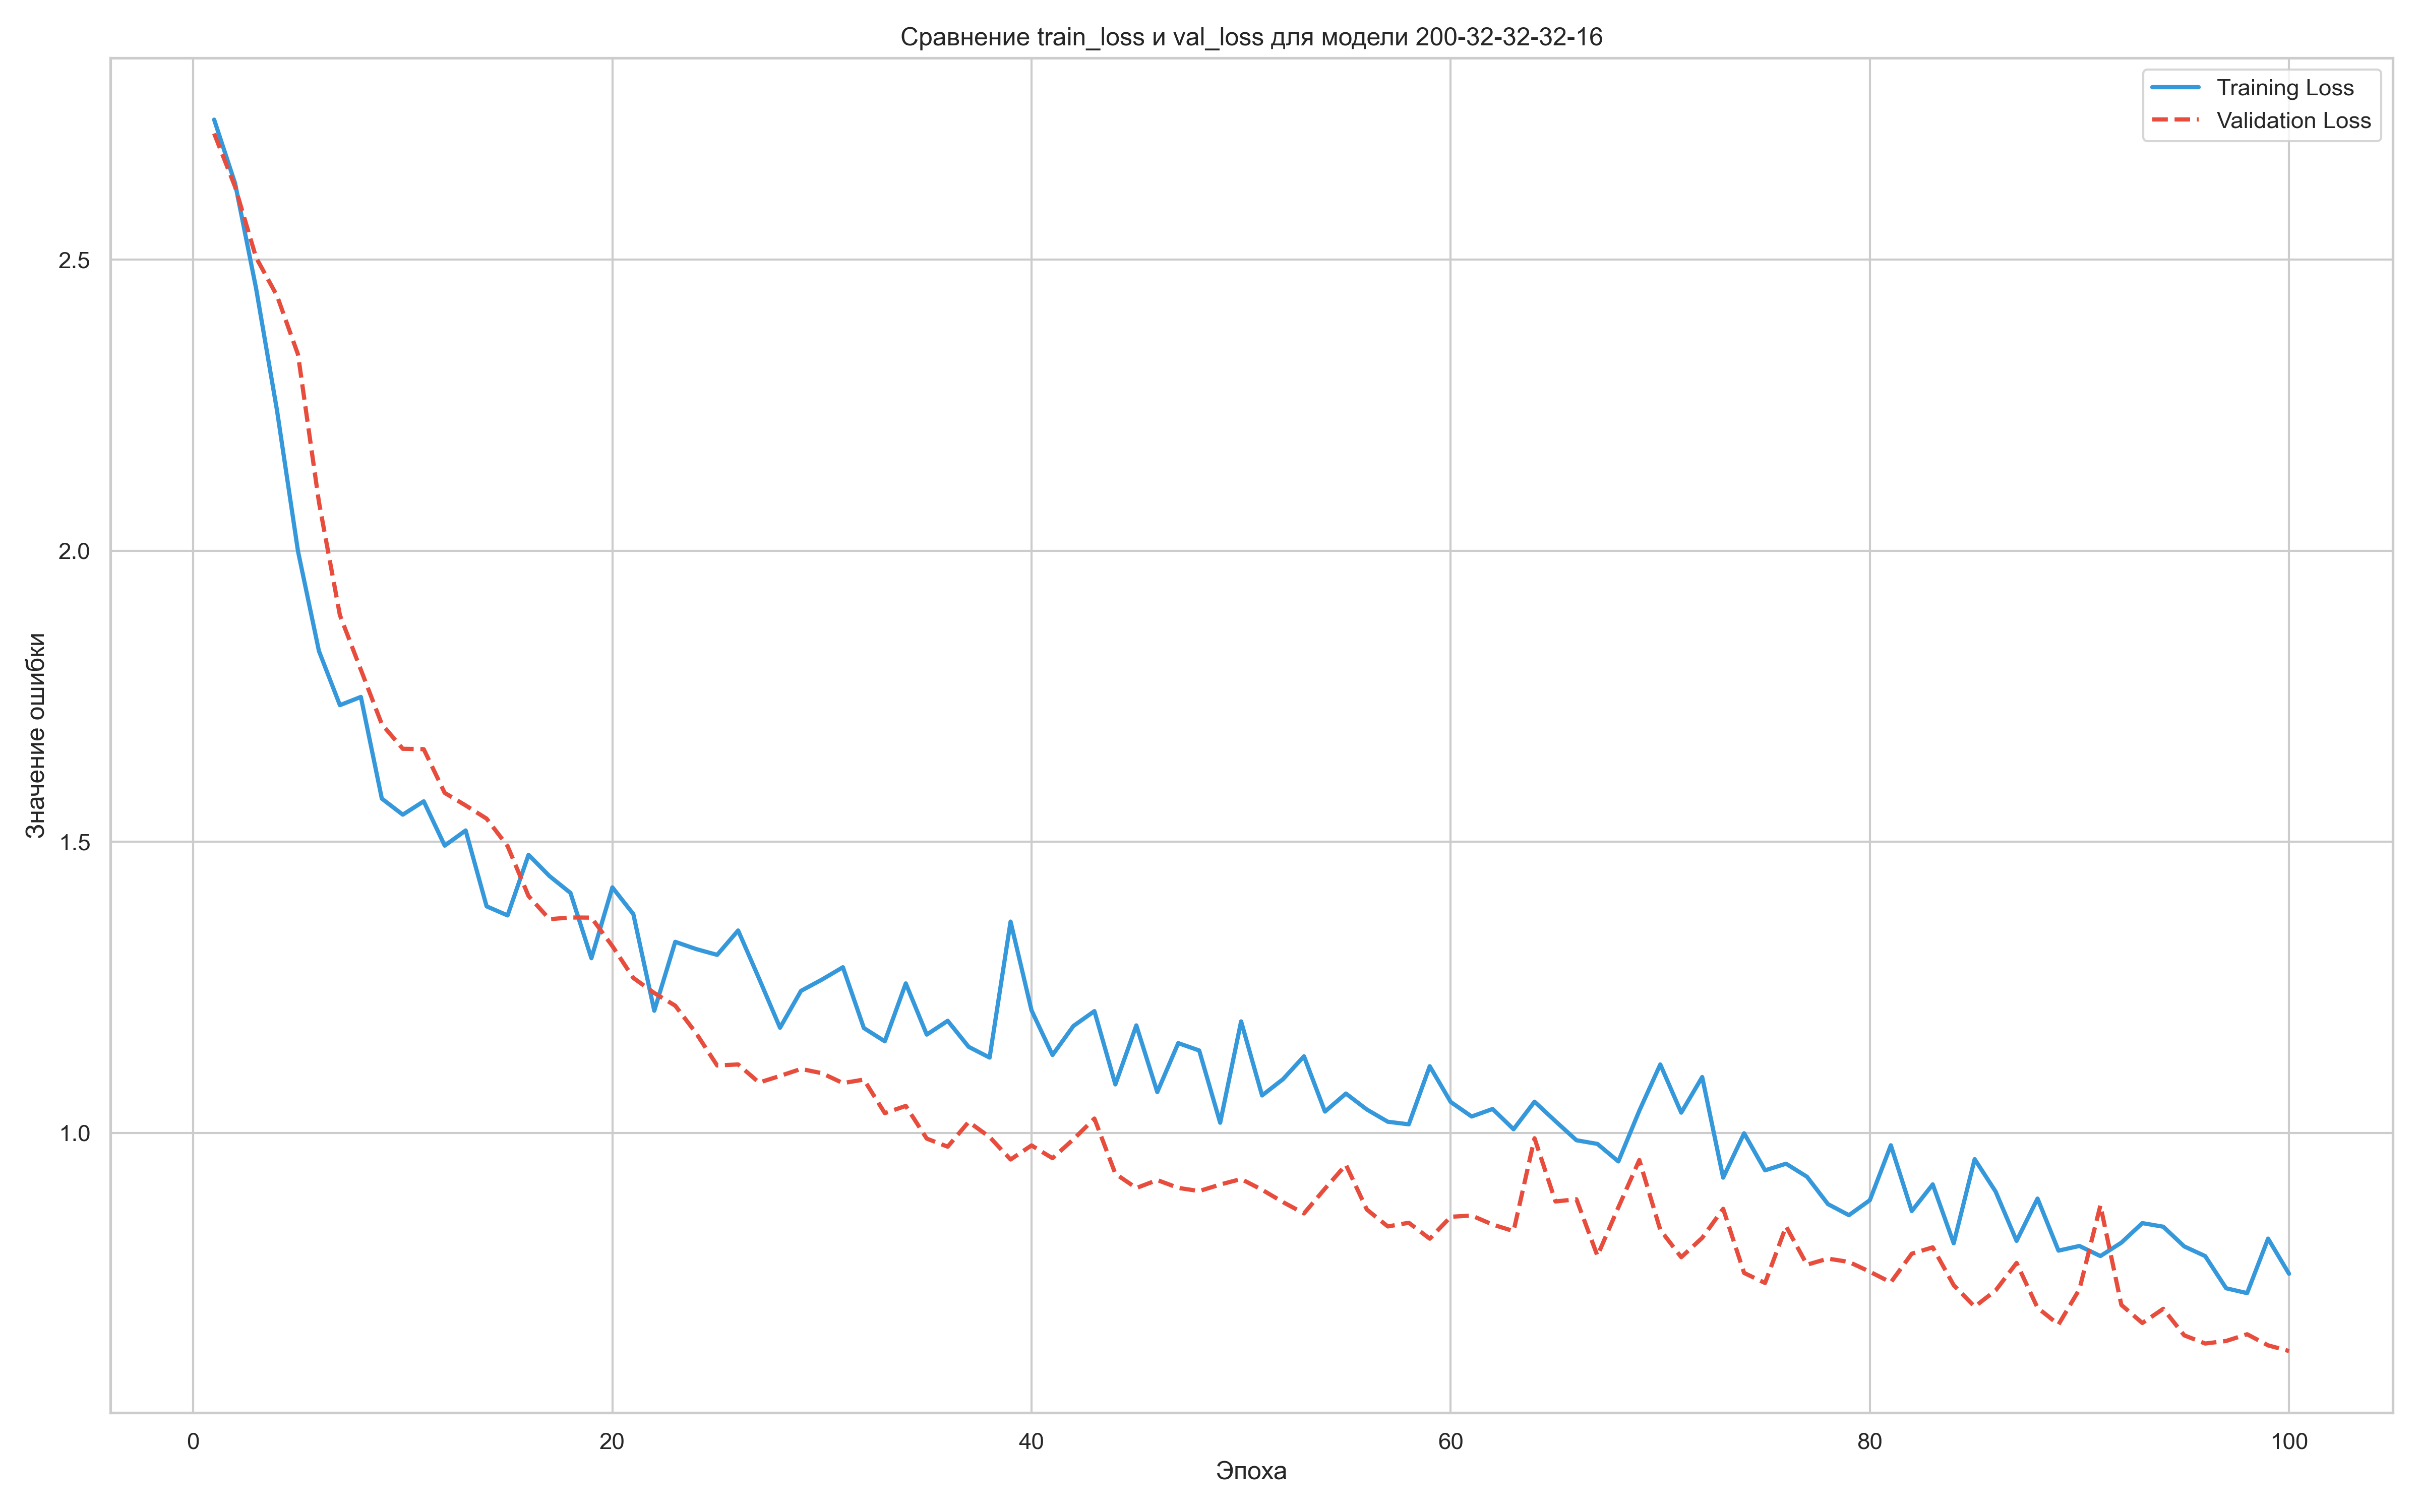 Сравнение train_loss и val_loss для модели 200-32-32-32-16
Training Loss
Validation Loss
2.5
2.0
1.5
1.0
Значение ошибки
0
20
40
60
80
100
Эпоха